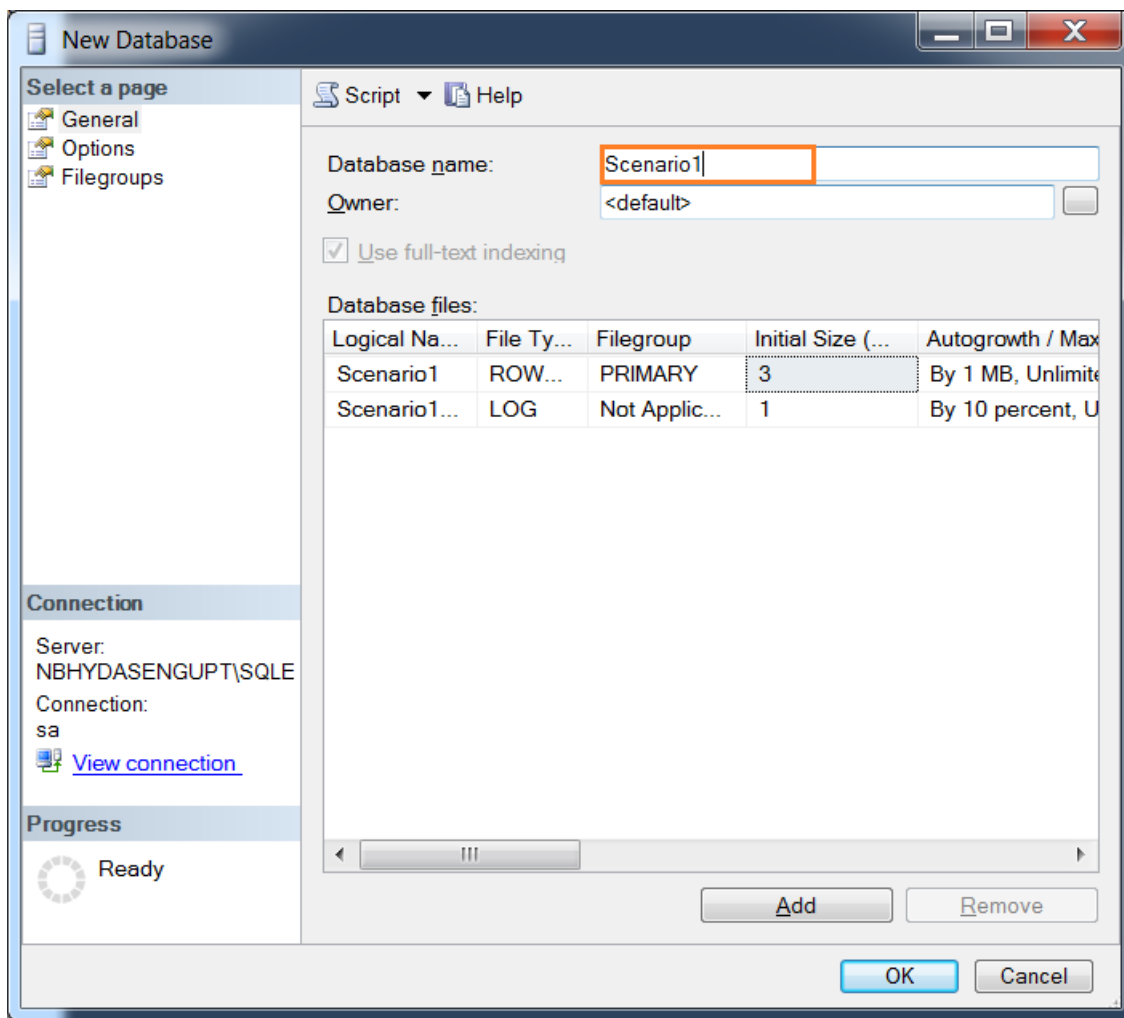 New Database
Select a page
General
Options
Filegroups
Script Help
Database name: Scenario1
Owner: <default>
Use full-text indexing
Database files:
Logical Na... File Ty... Filegroup Initial Size (... Autogrowth / Max
Scenario1 ROW... PRIMARY 3 By 1 MB, Unlimite
Scenario1... LOG Not Applic... 1 By 10 percent, U
Connection
Server:
NBHYDASENGUPT\SQLE
Connection:
sa
View connection
Progress
Ready
Add Remove
OK Cancel